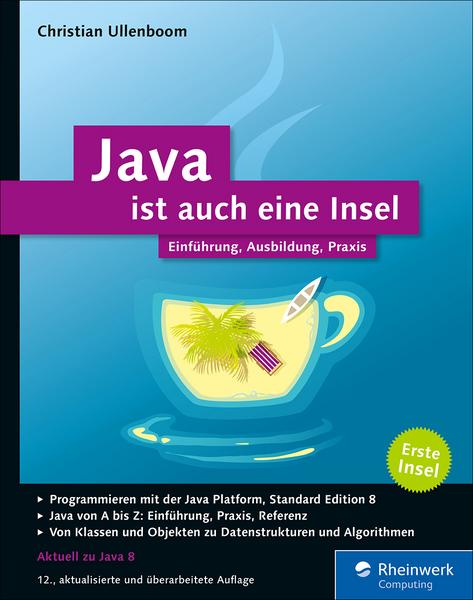 Christian Ullenboom
Java
ist auch eine Insel
Einführung, Ausbildung, Praxis
Erste
Insel
‣ Programmieren mit der Java Platform, Standard Edition 8
‣ Java von A bis Z: Einführung, Praxis, Referenz
‣ Von Klassen und Objekten zu Datenstrukturen und Algorithmen
Aktuell zu Java 8
12., aktualisierte und überarbeitete Auflage
Rheinwerk
Computing